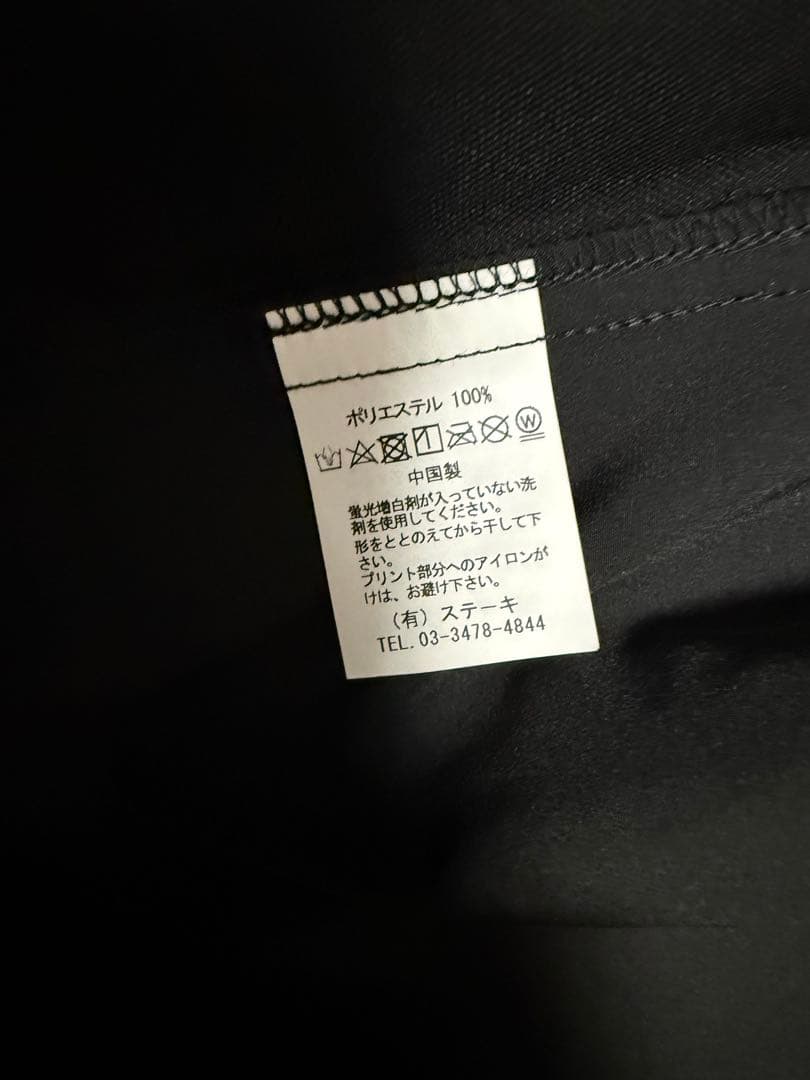 ポリエステル 100%
W
中国製
蛍光増白剤が入っていない洗
剤を使用してください。
形をととのえてから干して下
さい。
プリント部分へのアイロンが
けは、お避け下さい。
(有) ステーキ
TEL. 03-3478-4844